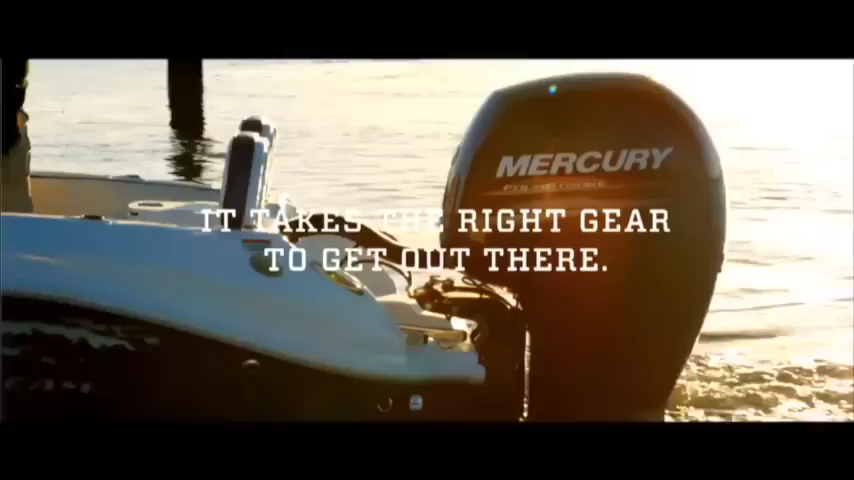 MERCURY
IT TAKES THE RIGHT GEAR
TO GET OUT THERE.